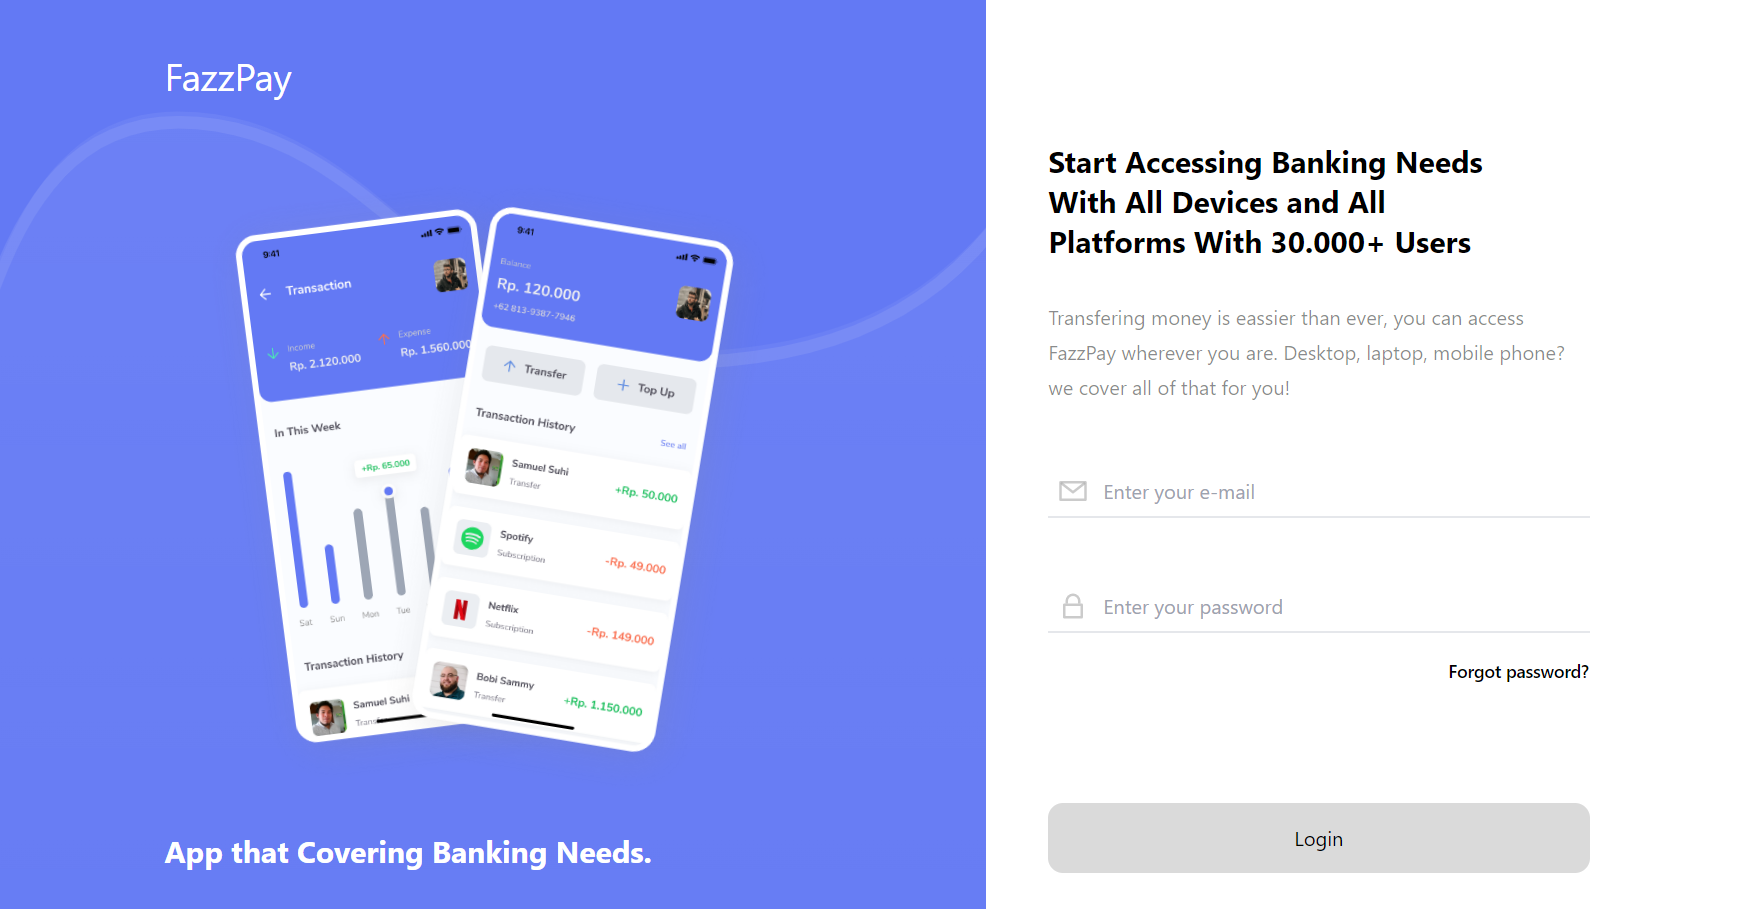 FazzPay
9:41
Transaction
Income
Rp. 2.120.000
Expense
Rp. 1.560.000
In This Week
+Rp. 65.000
Sat
Sun
Mon
Tue
Transaction History
Samuel Suhi
Trans
9:41
Balance
Rp. 120.000
+62 813-9387-7946
Transfer
Top Up
Transaction History
See all
Samuel Suhi
Transfer
+Rp. 50.000
Spotify
Subscription
-Rp. 49.000
Netflix
Subscription
-Rp. 149.000
Bobi Sammy
Transfer
+Rp. 1.150.000
App that Covering Banking Needs.
Start Accessing Banking Needs
With All Devices and All
Platforms With 30.000+ Users
Transfering money is eassier than ever, you can access
FazzPay wherever you are. Desktop, laptop, mobile phone?
we cover all of that for you!
Enter your e-mail
Enter your password
Forgot password?
Login